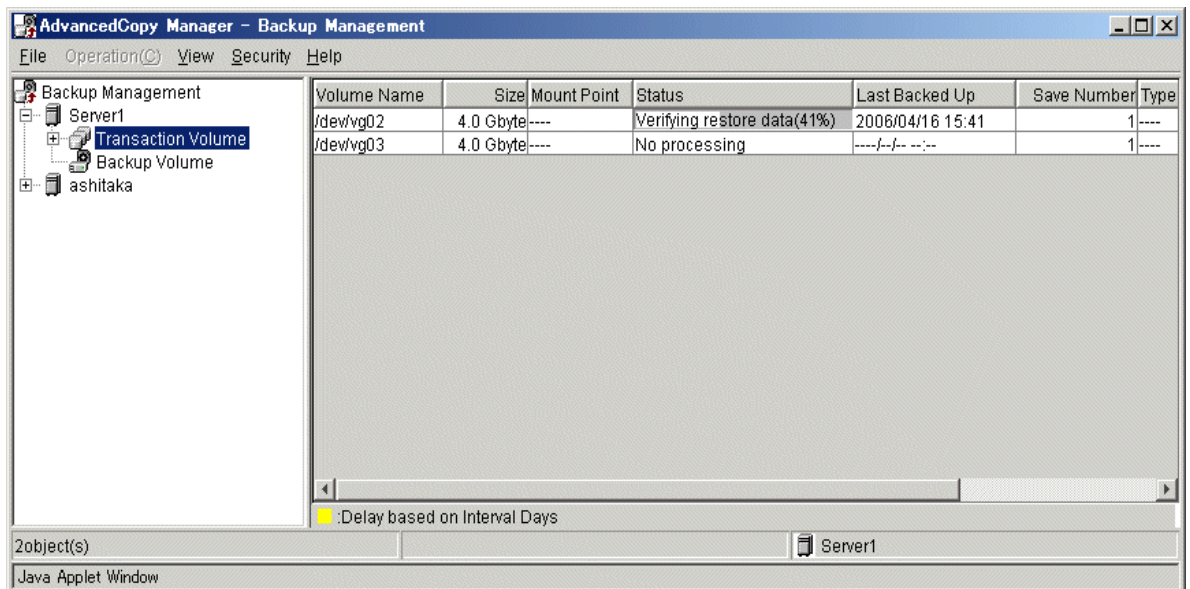 AdvancedCopy Manager - Backup Management
File Operation(C) View Security Help
Backup Management
Server1
Transaction Volume
Backup Volume
ashitaka
Volume Name Size Mount Point Status Last Backed Up Save Number Type
/dev/vg02 4.0 Gbyte ---- Verifying restore data(41%) 2006/04/16 15:41 1 ----
/dev/vg03 4.0 Gbyte ---- No processing ----/--/-- --:-- 1 ----
:Delay based on Interval Days
2object(s) Server1
Java Applet Window